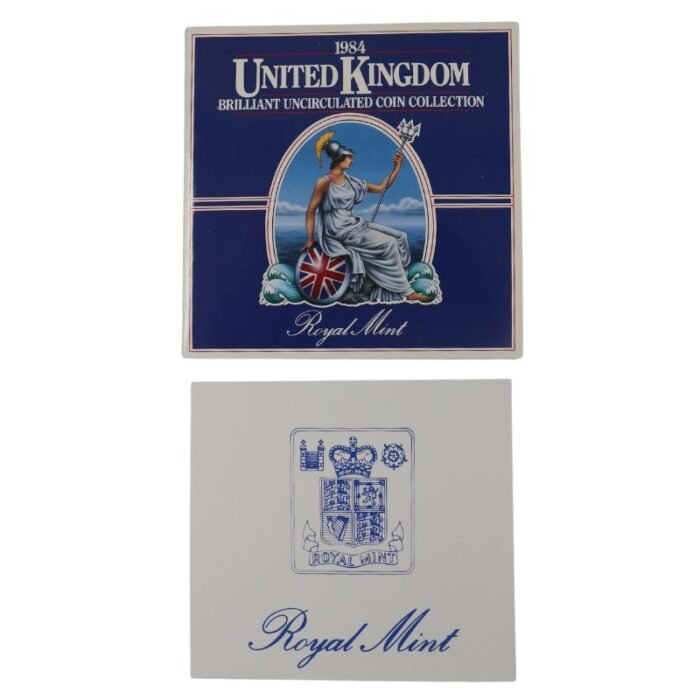 1984
UNITED KINGDOM
BRILLIANT UNCIRCULATED COIN COLLECTION
Royal Mint
ROYAL MINT
Royal Mint